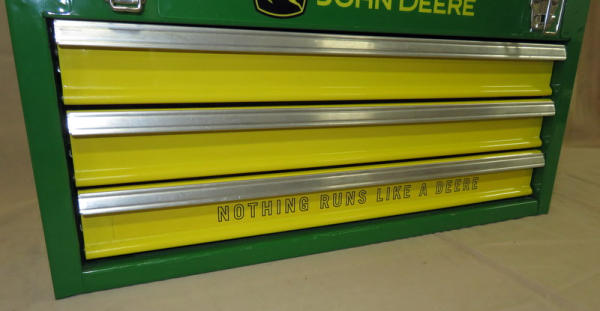 JOHN DEERE
NOTHING RUNS LIKE A DEERE